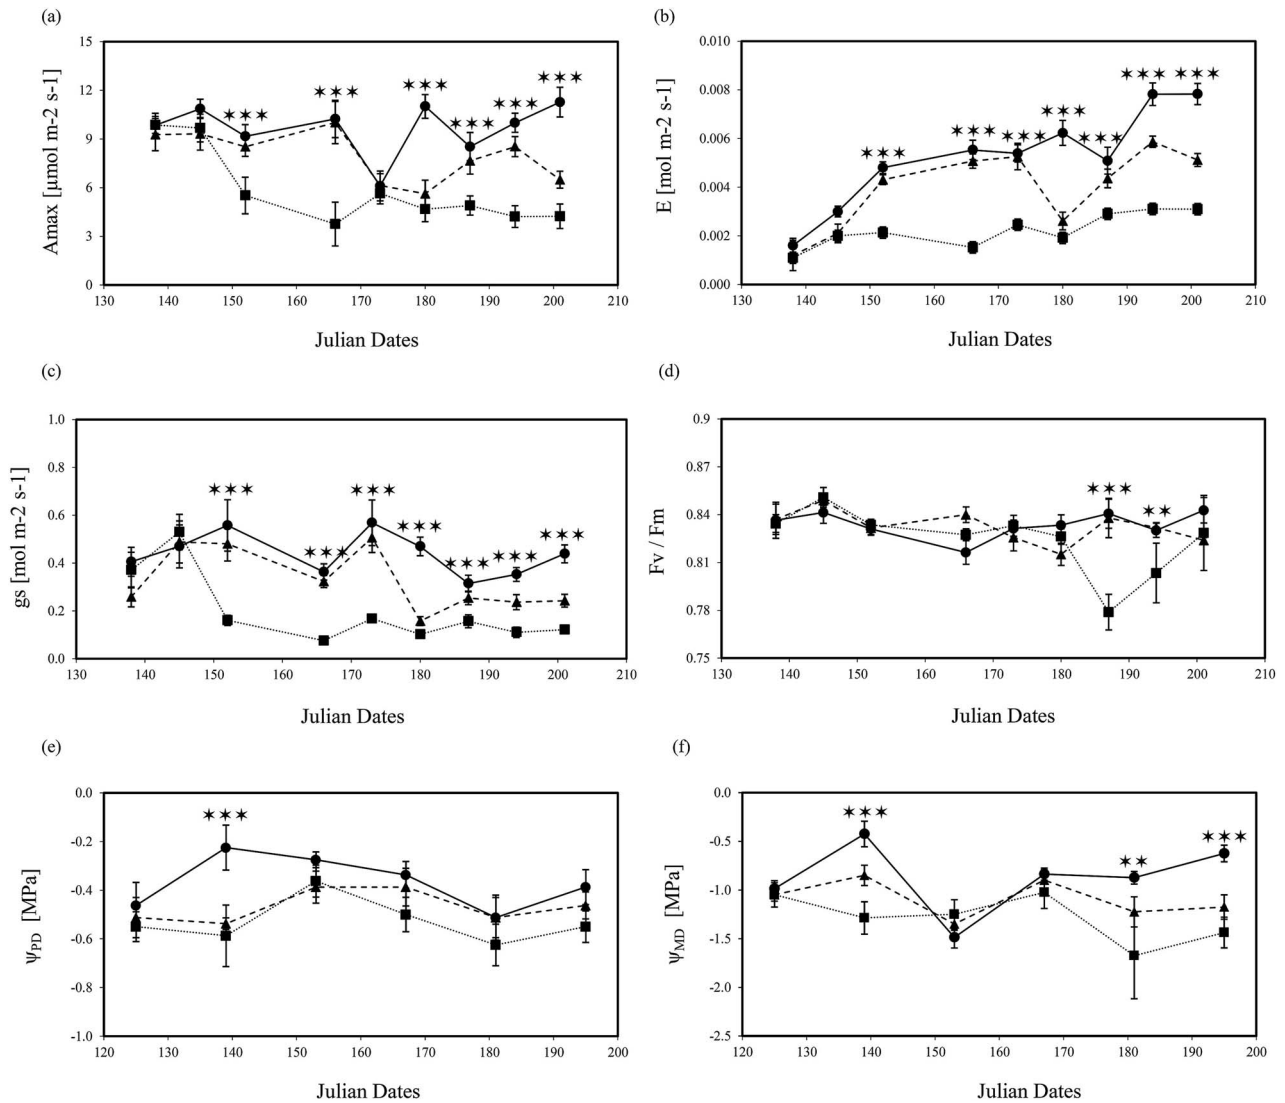 (a)
Amax [µmol m-2 s-1]
15
12
9
6
3
0
130 140 150 160 170 180 190 200 210
Julian Dates
(b)
E [mol m-2 s-1]
0.010
0.008
0.006
0.004
0.002
0.000
130 140 150 160 170 180 190 200 210
Julian Dates
(c)
gs [mol m-2 s-1]
1.0
0.8
0.6
0.4
0.2
0.0
130 140 150 160 170 180 190 200 210
Julian Dates
(d)
Fv / Fm
0.9
0.87
0.84
0.81
0.78
0.75
130 140 150 160 170 180 190 200 210
Julian Dates
(e)
ΨPD [MPa]
0.0
-0.2
-0.4
-0.6
-0.8
-1.0
120 130 140 150 160 170 180 190 200
Julian Dates
(f)
ΨMD [MPa]
0.0
-0.5
-1.0
-1.5
-2.0
-2.5
120 130 140 150 160 170 180 190 200
Julian Dates